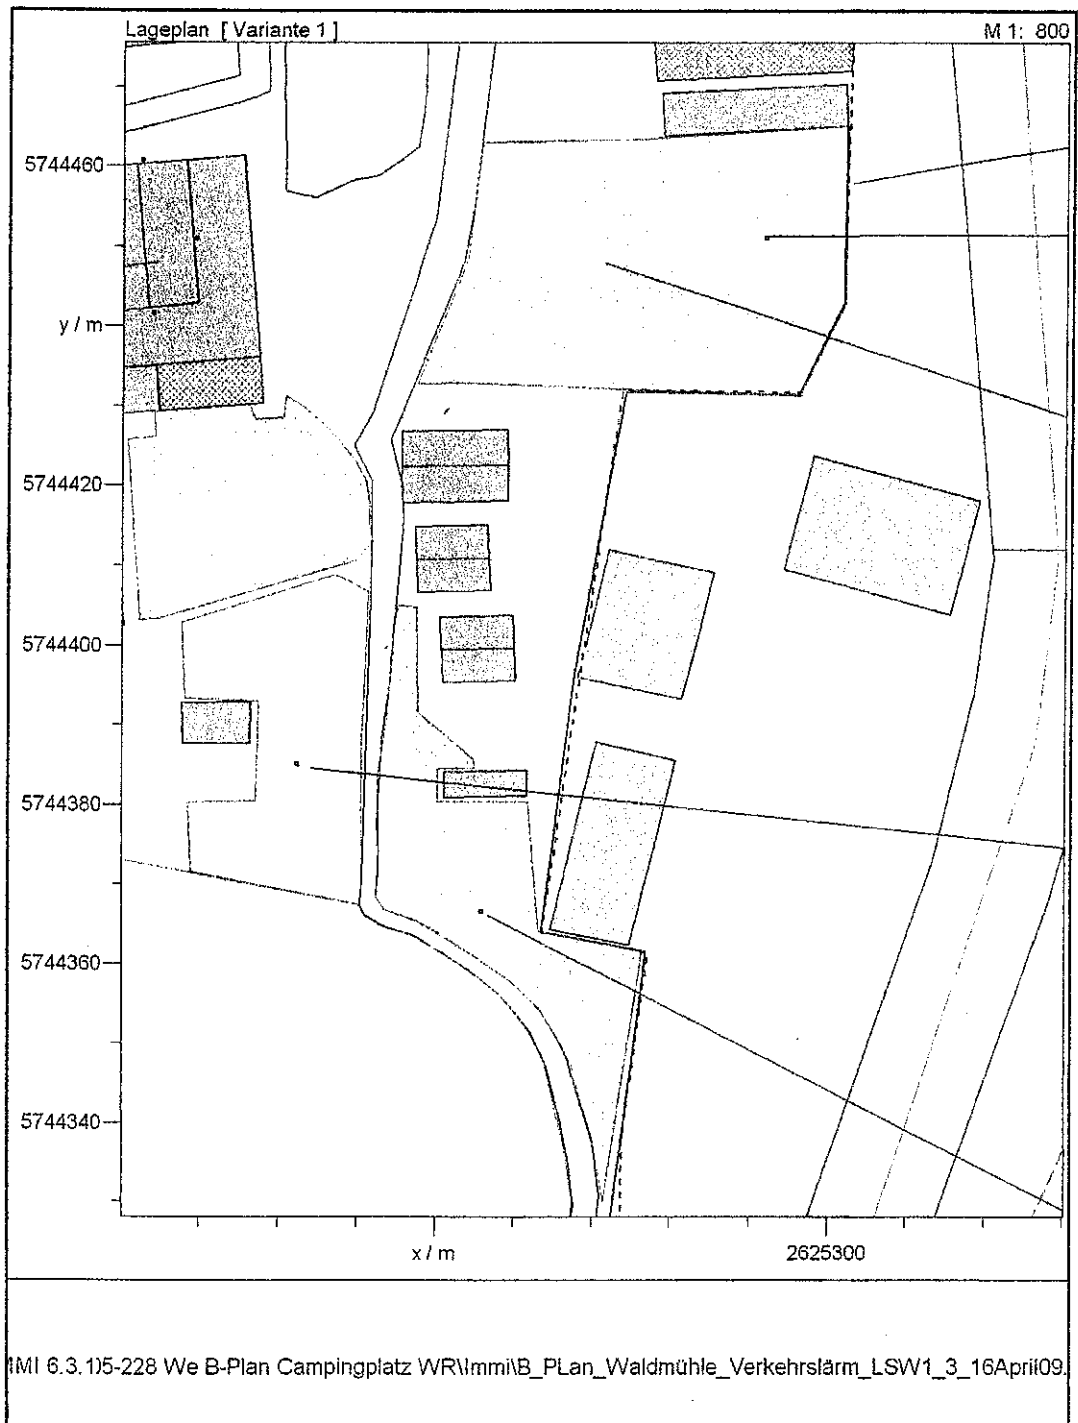 Lageplan [ Variante 1 ]
M 1: 800
5744460
y / m
5744420
5744400
5744380
5744360
5744340
x / m
2625300
IMI 6.3.1)5-228 We B-Plan Campingplatz WR\Immi\B_PLan_Waldmühle_Verkehrslärm_LSW1_3_16April09.